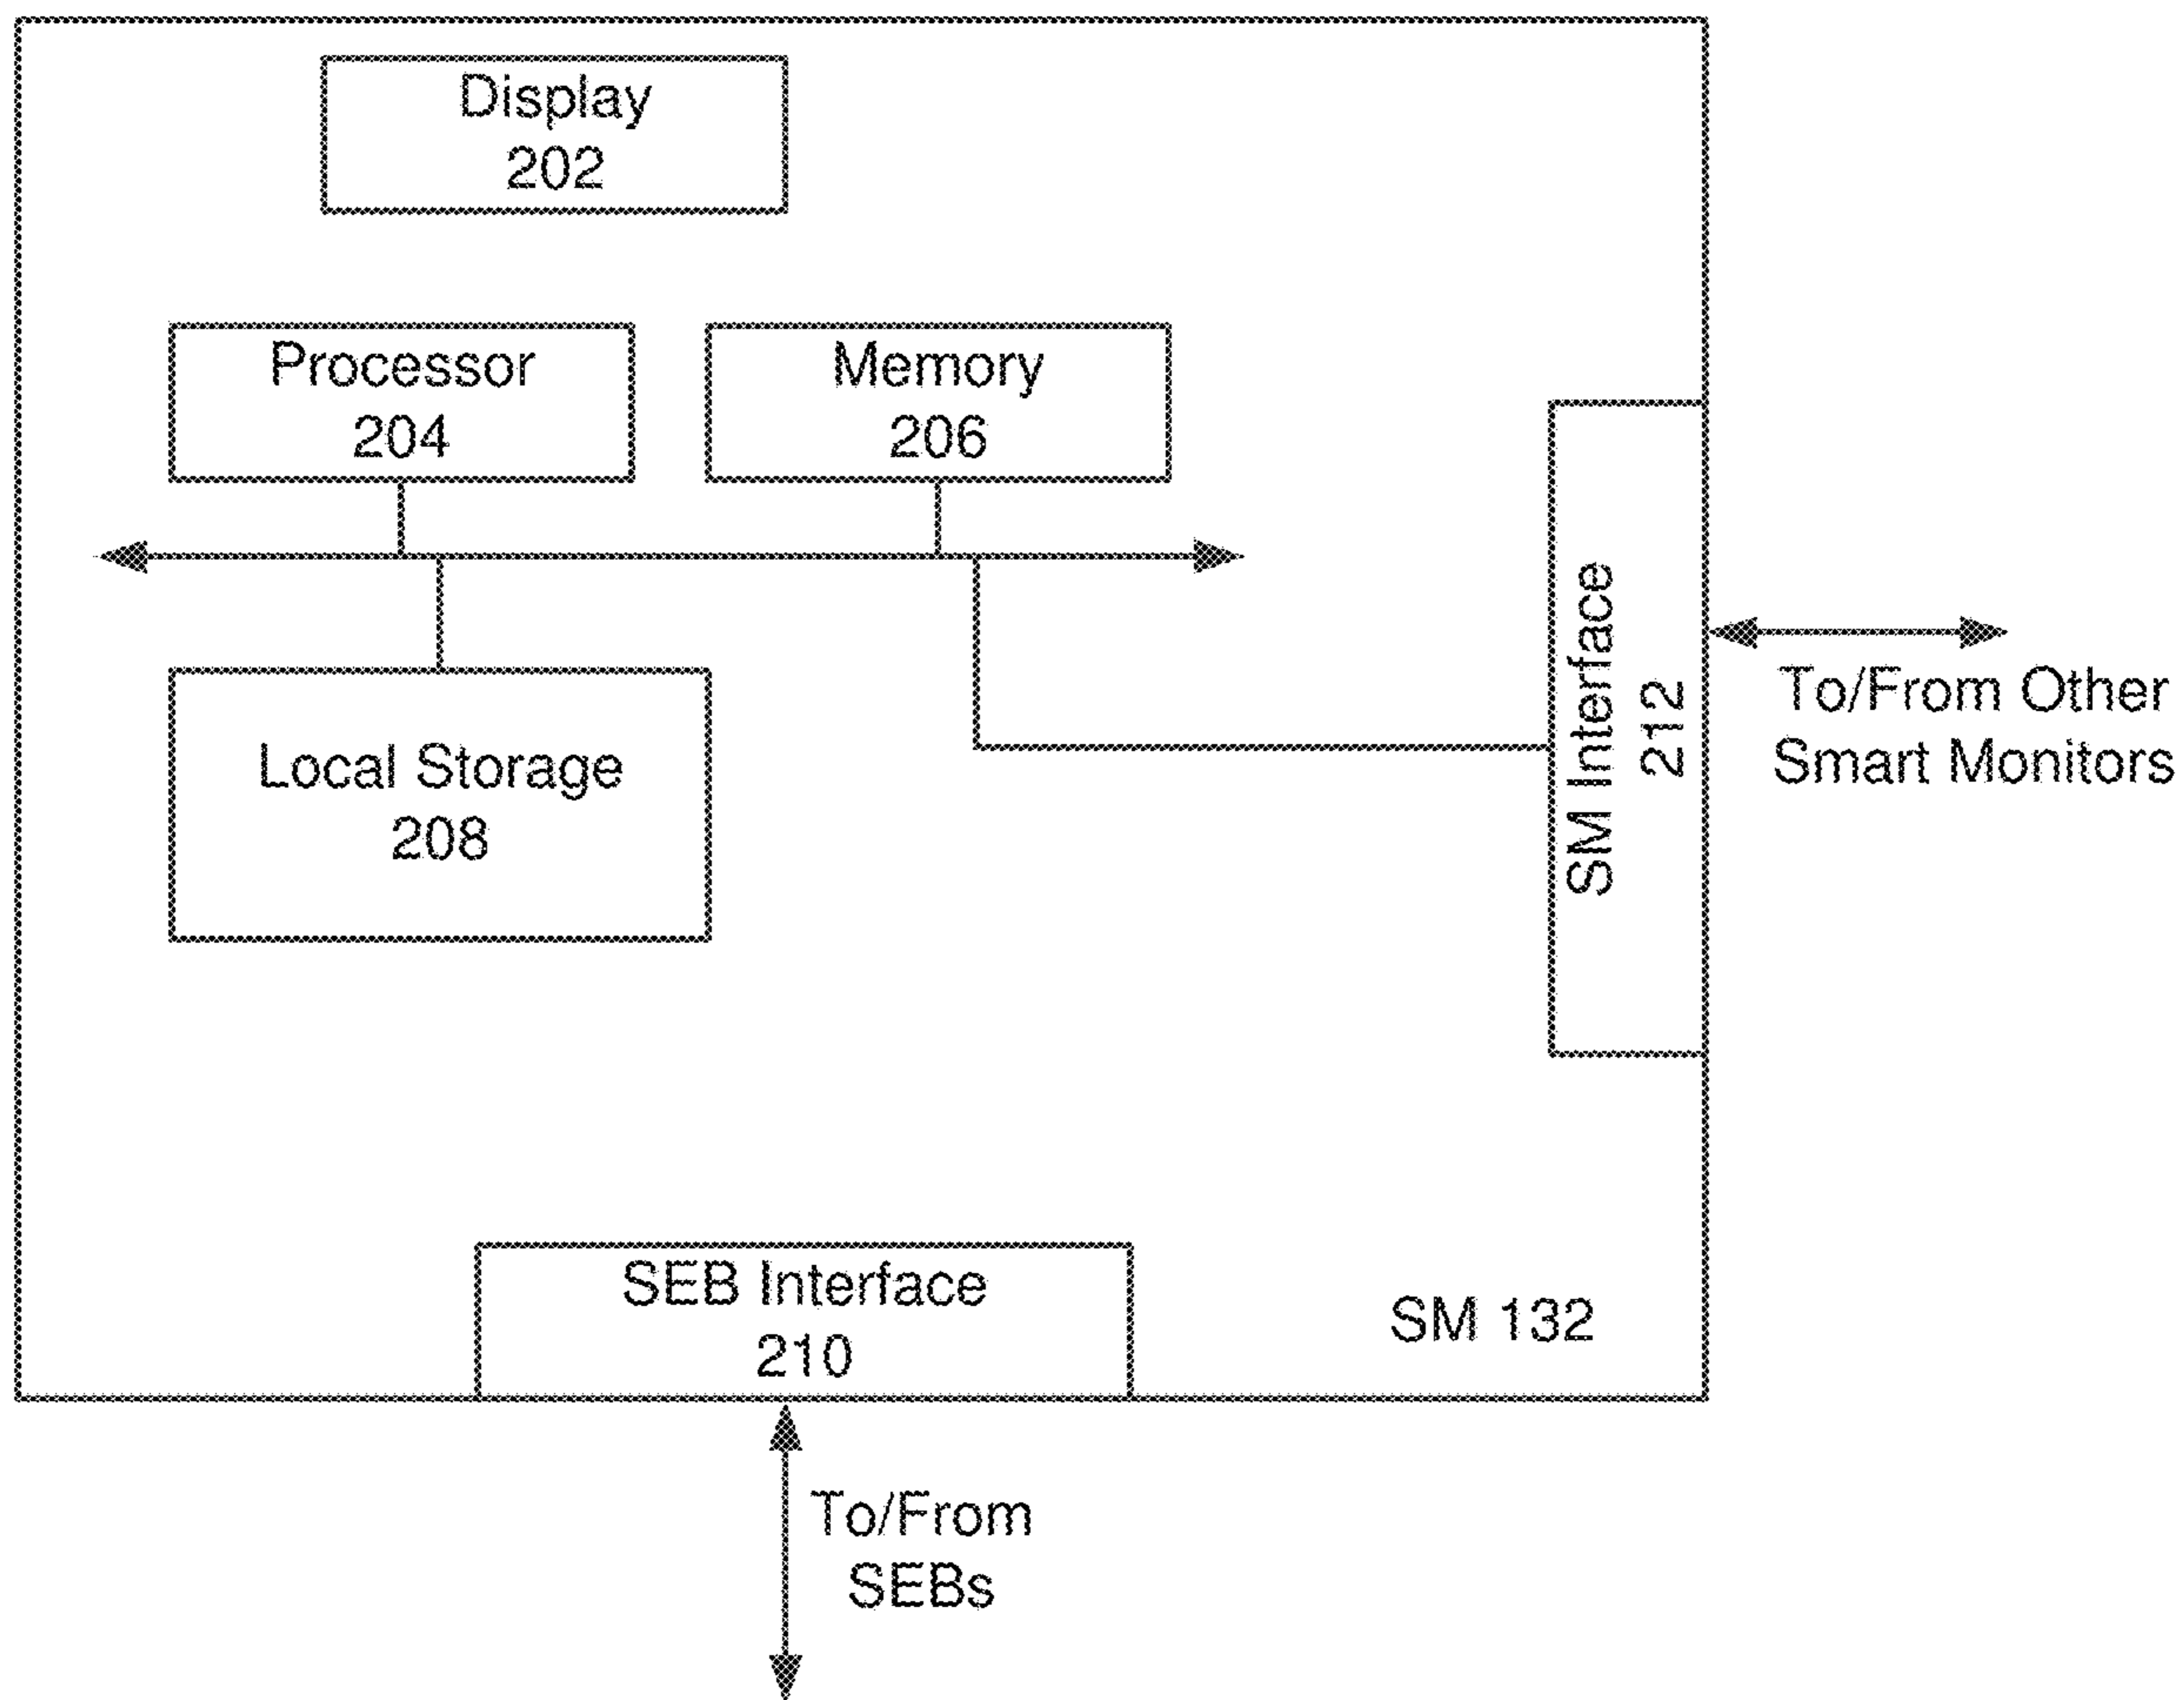 Display
202
Processor
204
Memory
206
SM Interface
212
To/From Other
Smart Monitors
Local Storage
208
SEB Interface
210
SM 132
To/From
SEBs